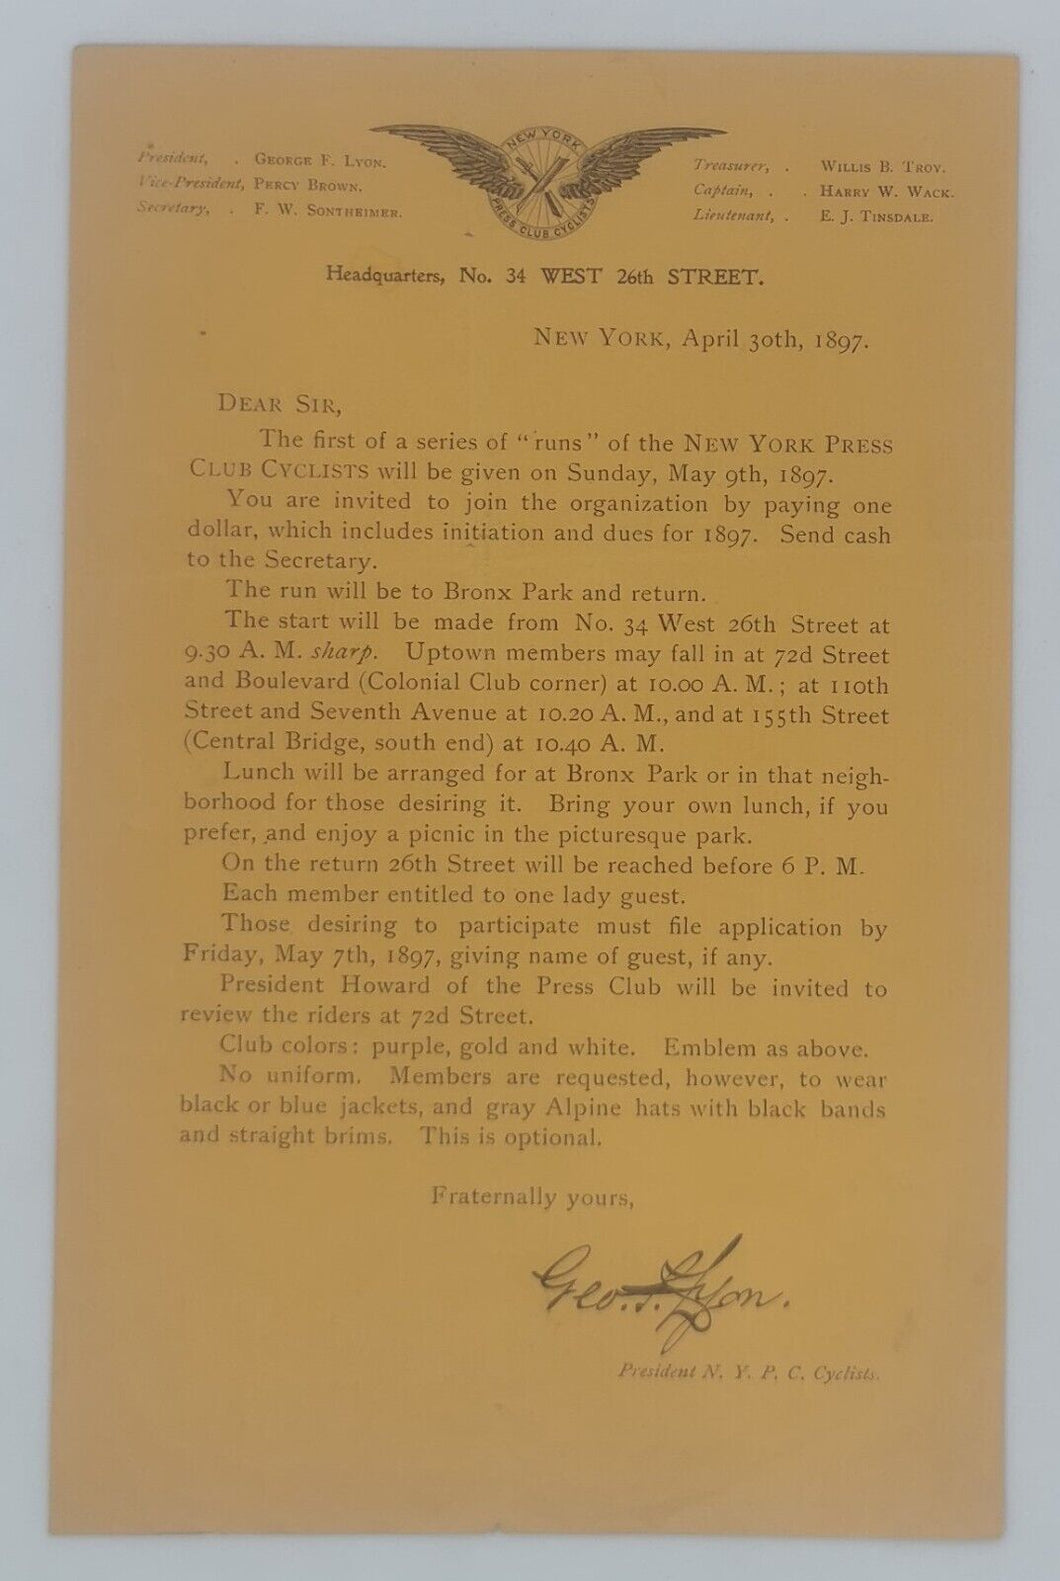 President, . GEORGE F. LYON.
Vice-President, PERCY BROWN.
Secretary, . F. W. SONTHEIMER.
NEW YORK
PRESS CLUB CYCLISTS
Treasurer, . WILLIS B. TROY.
Captain, . . HARRY W. WACK.
Lieutenant, . E. J. TINSDALE.
Headquarters, No. 34 WEST 26th STREET.
NEW YORK, April 30th, 1897.
DEAR SIR,
The first of a series of "runs" of the NEW YORK PRESS
CLUB CYCLISTS will be given on Sunday, May 9th, 1897.
You are invited to join the organization by paying one
dollar, which includes initiation and dues for 1897. Send cash
to the Secretary.
The run will be to Bronx Park and return.
The start will be made from No. 34 West 26th Street at
9.30 A. M. sharp. Uptown members may fall in at 72d Street
and Boulevard (Colonial Club corner) at 10.00 A. M.; at 110th
Street and Seventh Avenue at 10.20 A. M., and at 155th Street
(Central Bridge, south end) at 10.40 A. M.
Lunch will be arranged for at Bronx Park or in that neigh-
borhood for those desiring it. Bring your own lunch, if you
prefer, and enjoy a picnic in the picturesque park.
On the return 26th Street will be reached before 6 P. M.
Each member entitled to one lady guest.
Those desiring to participate must file application by
Friday, May 7th, 1897, giving name of guest, if any.
President Howard of the Press Club will be invited to
review the riders at 72d Street.
Club colors: purple, gold and white. Emblem as above.
No uniform. Members are requested, however, to wear
black or blue jackets, and gray Alpine hats with black bands
and straight brims. This is optional.
Fraternally yours,
Geo. F. Lyon.
President N. Y. P. C. Cyclists.